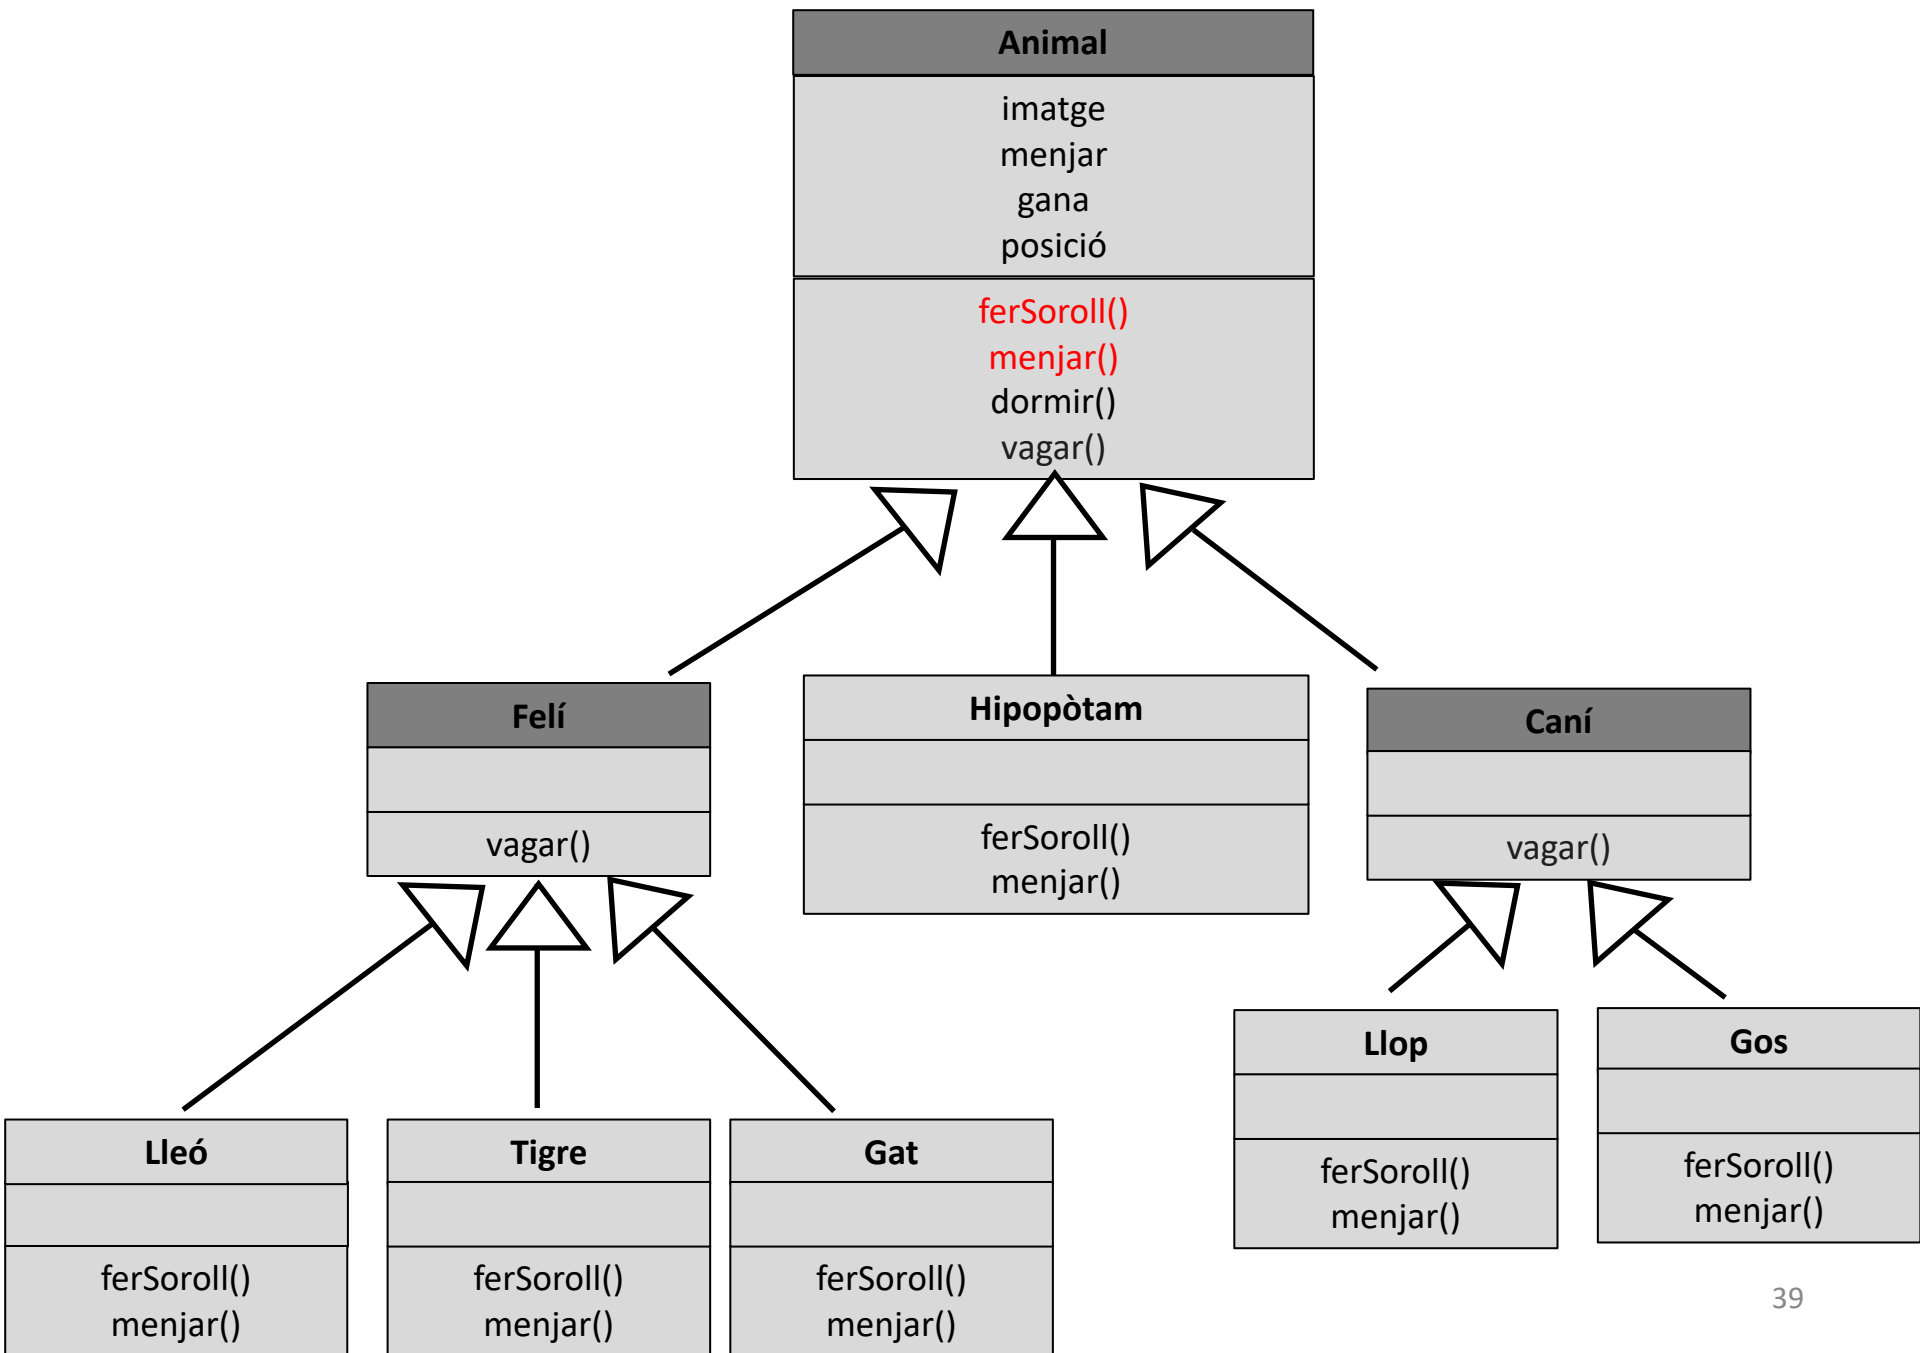 Animal
imatge
menjar
gana
posició
ferSoroll()
menjar()
dormir()
vagar()
Felí
vagar()
Hipopòtam
ferSoroll()
menjar()
Caní
vagar()
Lleó
ferSoroll()
menjar()
Tigre
ferSoroll()
menjar()
Gat
ferSoroll()
menjar()
Llop
ferSoroll()
menjar()
Gos
ferSoroll()
menjar()
39